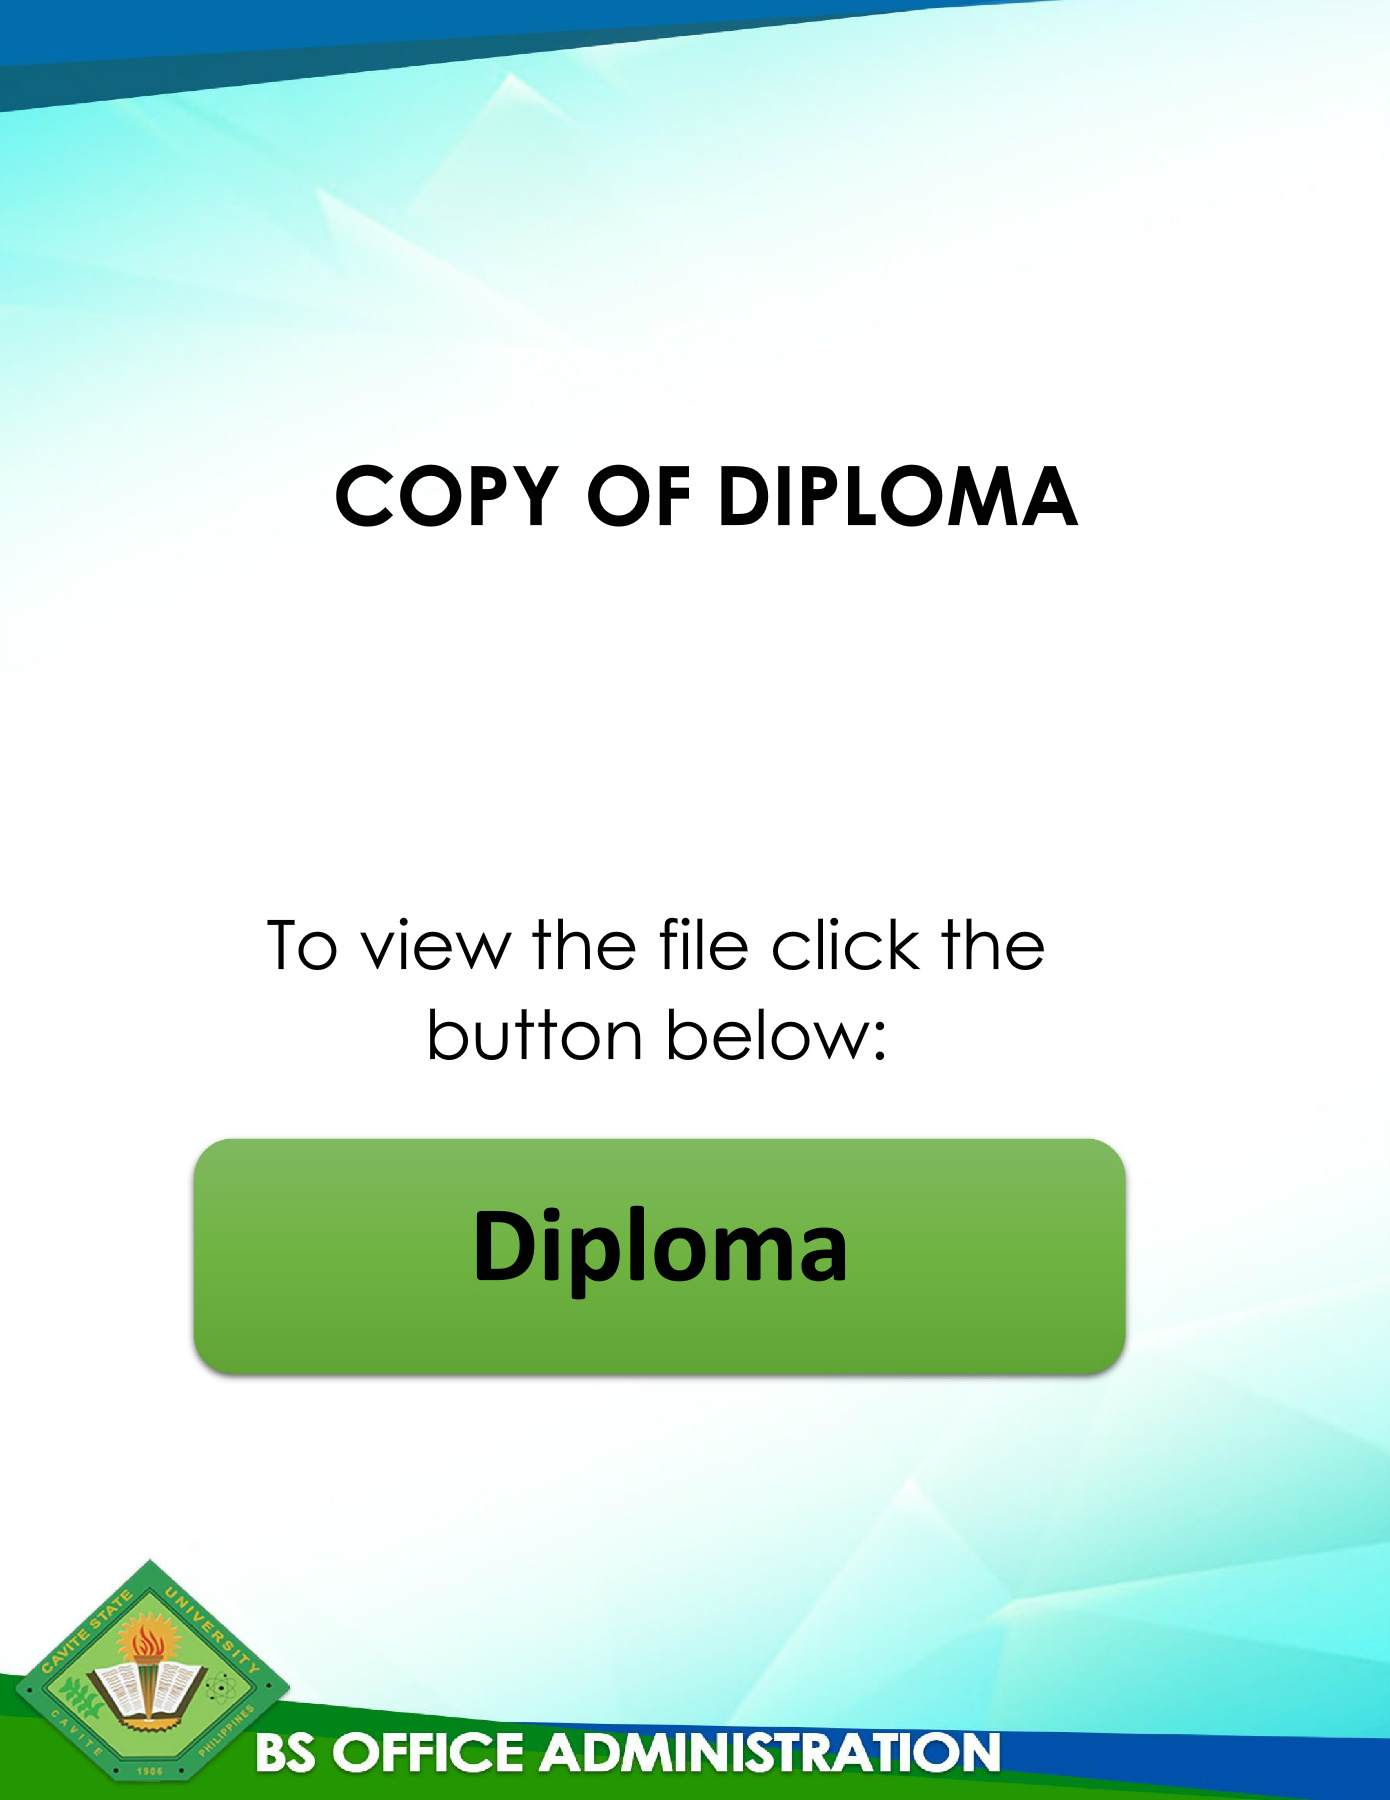 COPY OF DIPLOMA
To view the file click the
button below:
Diploma
CAVITE STATE UNIVERSITY
CAVITE PHILIPPINES
1906
BS OFFICE ADMINISTRATION